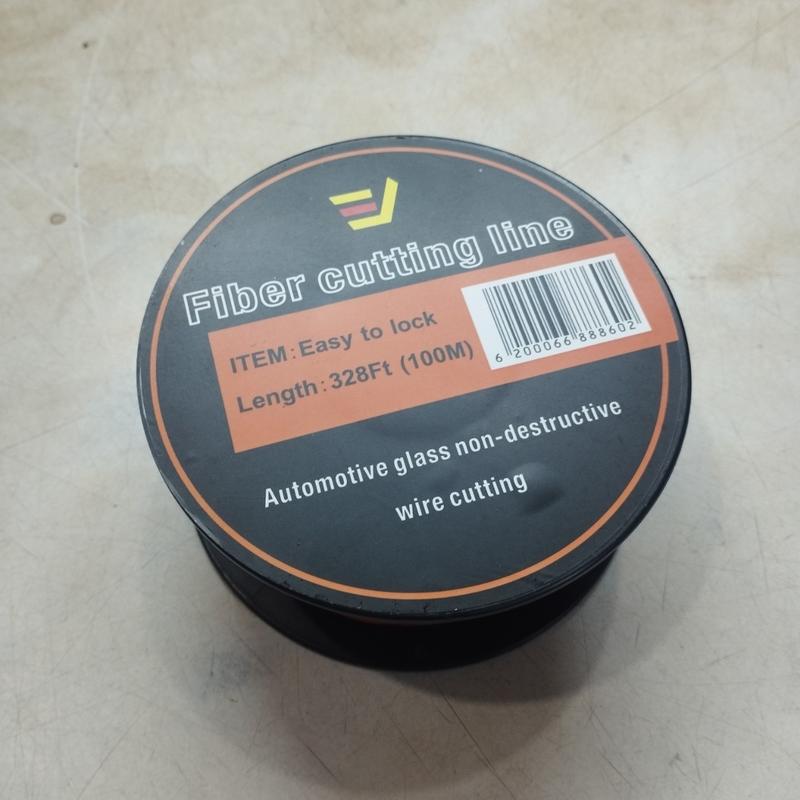 Fiber cutting line
ITEM:Easy to lock
Length:328Ft (100M)
6 200066 888602
Automotive glass non-destructive
wire cutting